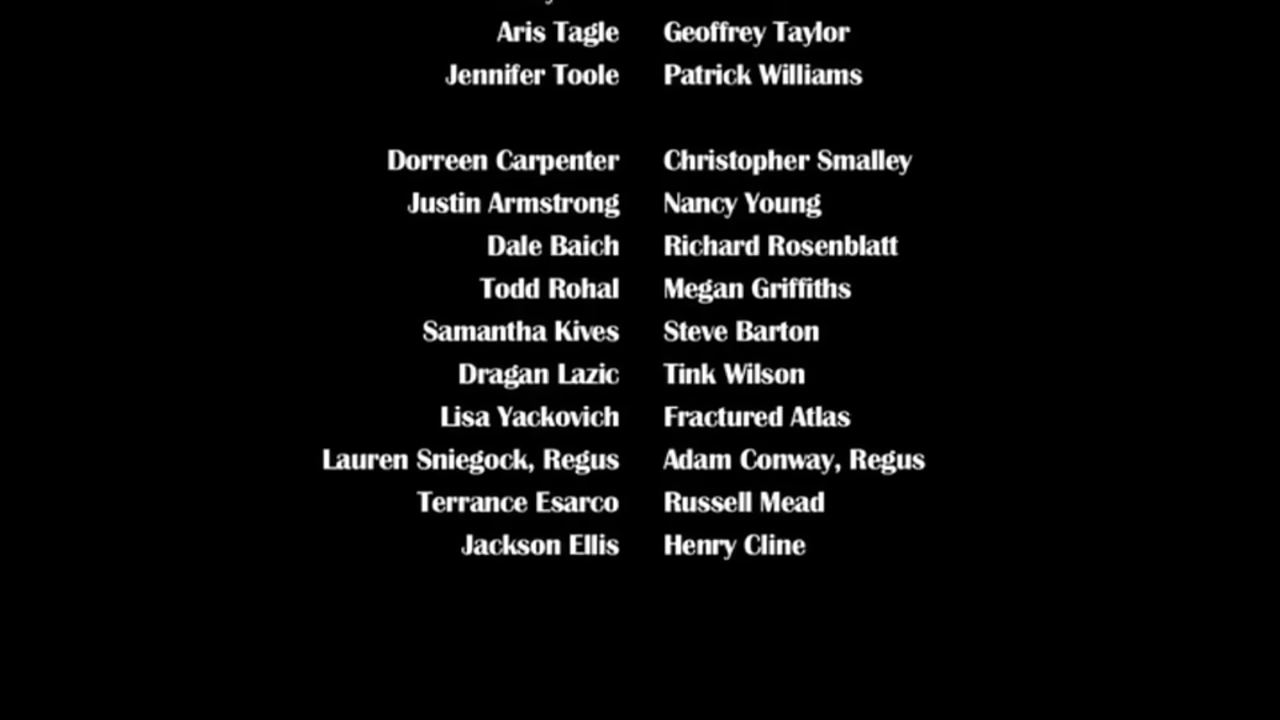 Aris Tagle Geoffrey Taylor
Jennifer Toole Patrick Williams
Dorreen Carpenter Christopher Smalley
Justin Armstrong Nancy Young
Dale Baich Richard Rosenblatt
Todd Rohal Megan Griffiths
Samantha Kives Steve Barton
Dragan Lazic Tink Wilson
Lisa Yackovich Fractured Atlas
Lauren Sniegock, Regus Adam Conway, Regus
Terrance Esarco Russell Mead
Jackson Ellis Henry Cline